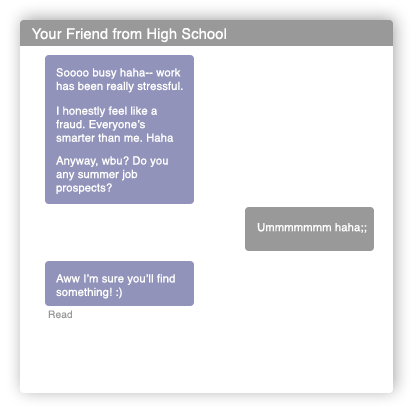 Your Friend from High School
Soooo busy haha-- work
has been really stressful.
I honestly feel like a
fraud. Everyone's
smarter than me. Haha
Anyway, wbu? Do you
any summer job
prospects?
Ummmmmmm haha;;
Aww I'm sure you'll find
something! :)
Read